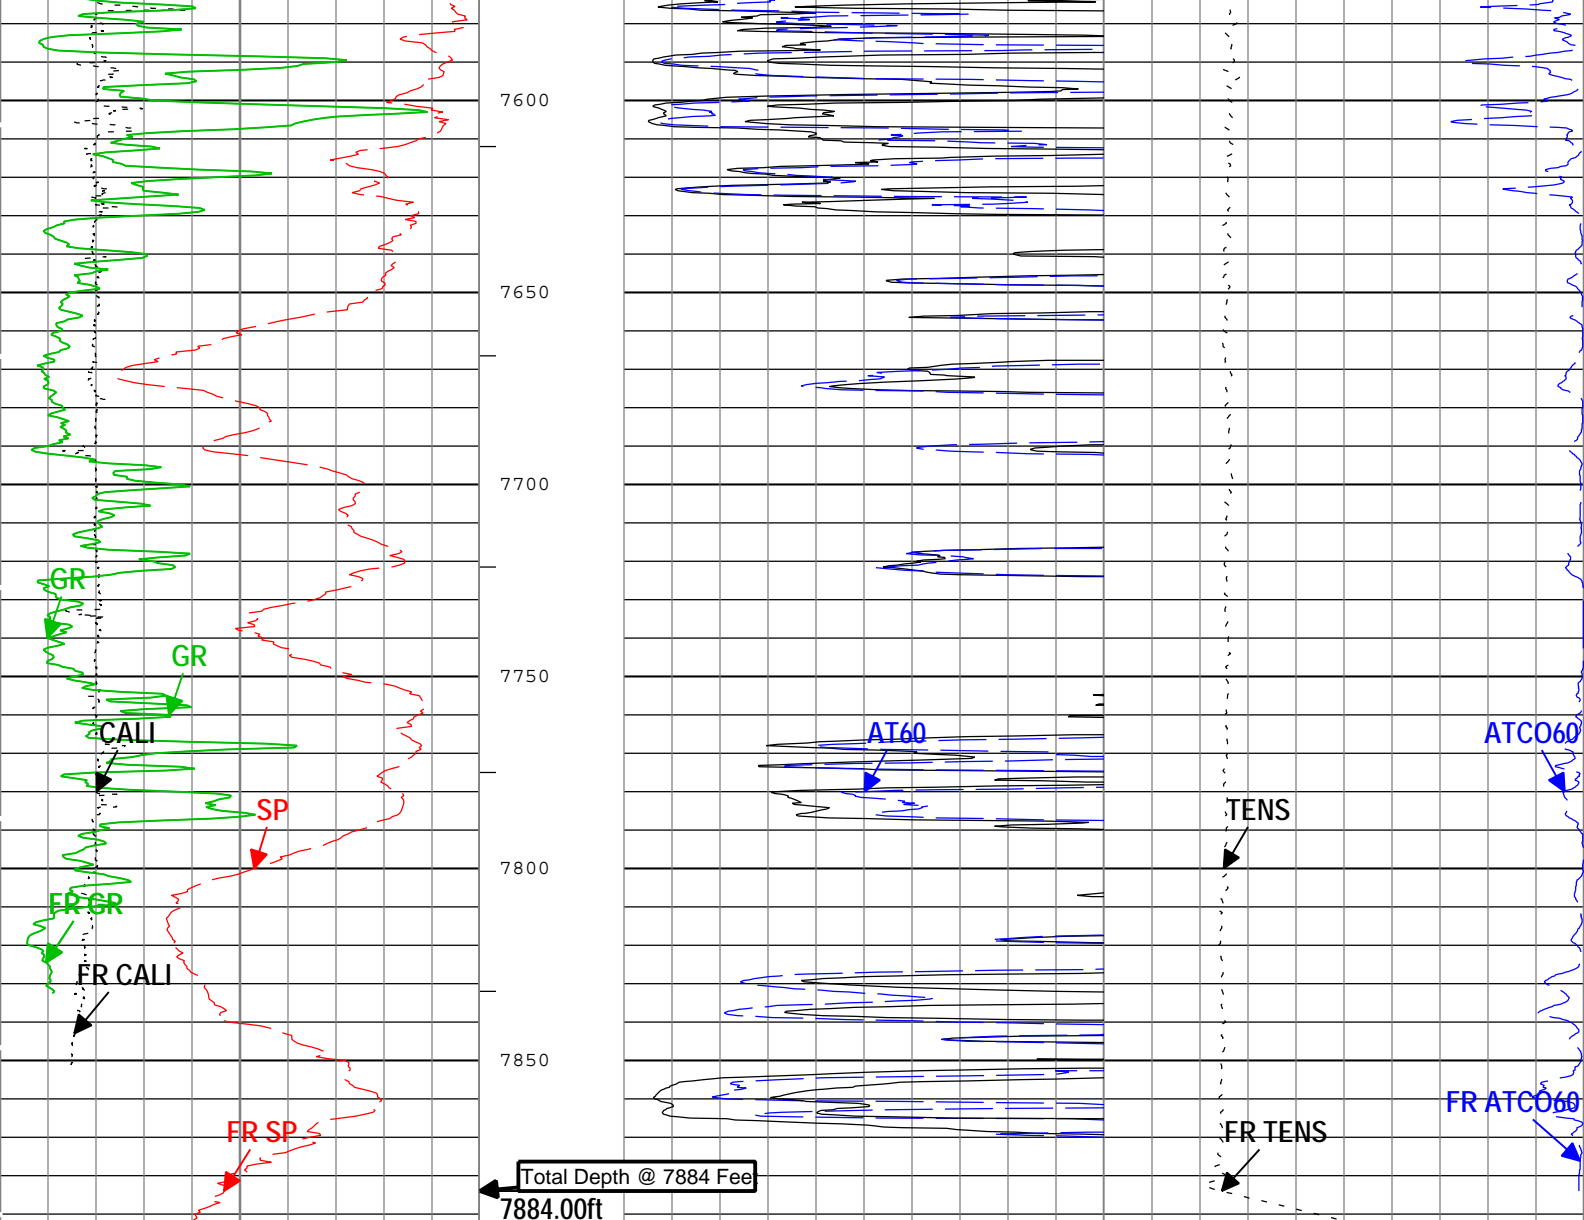 7600
7650
7700
GR
GR
7750
CALI
AT60
ATCO60
SP
TENS
7800
FR GR
FR CALI
7850
FR ATCO60
FR SP
FR TENS
Total Depth @ 7884 Fee
7884.00ft